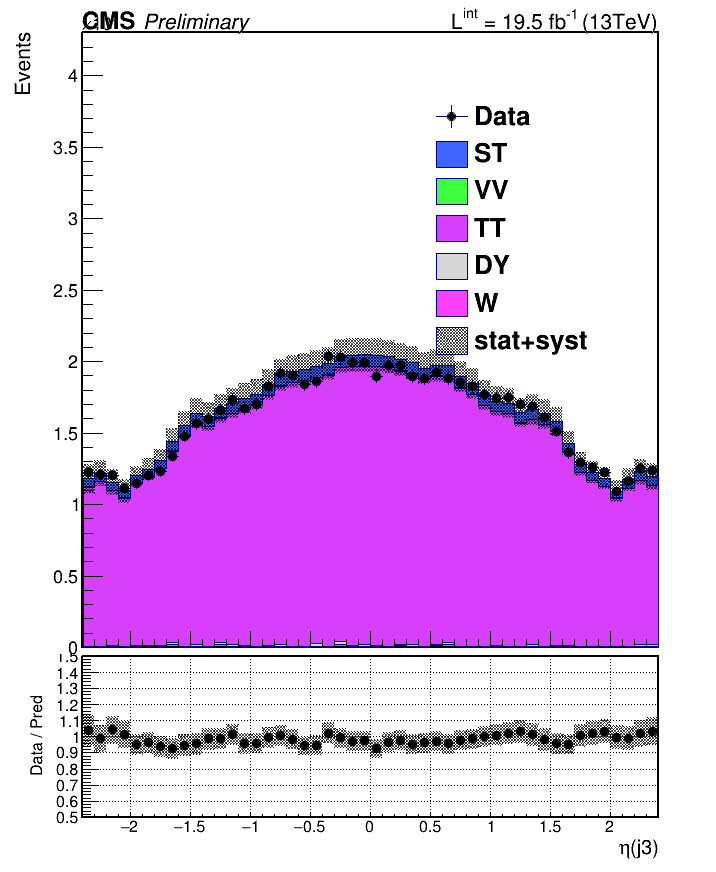 CMS Preliminary L^int = 19.5 fb^-1 (13TeV)
Events
4
3.5
3
2.5
2
1.5
1
0.5
0
Data
ST
VV
TT
DY
W
stat+syst
Data / Pred
1.5
1.4
1.3
1.2
1.1
1
0.9
0.8
0.7
0.6
0.5
−2 −1.5 −1 −0.5 0 0.5 1 1.5 2
η(j3)